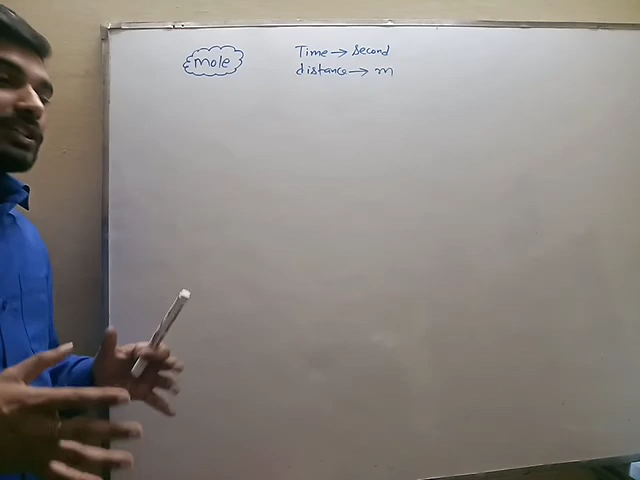 mole
Time → second
distance → m